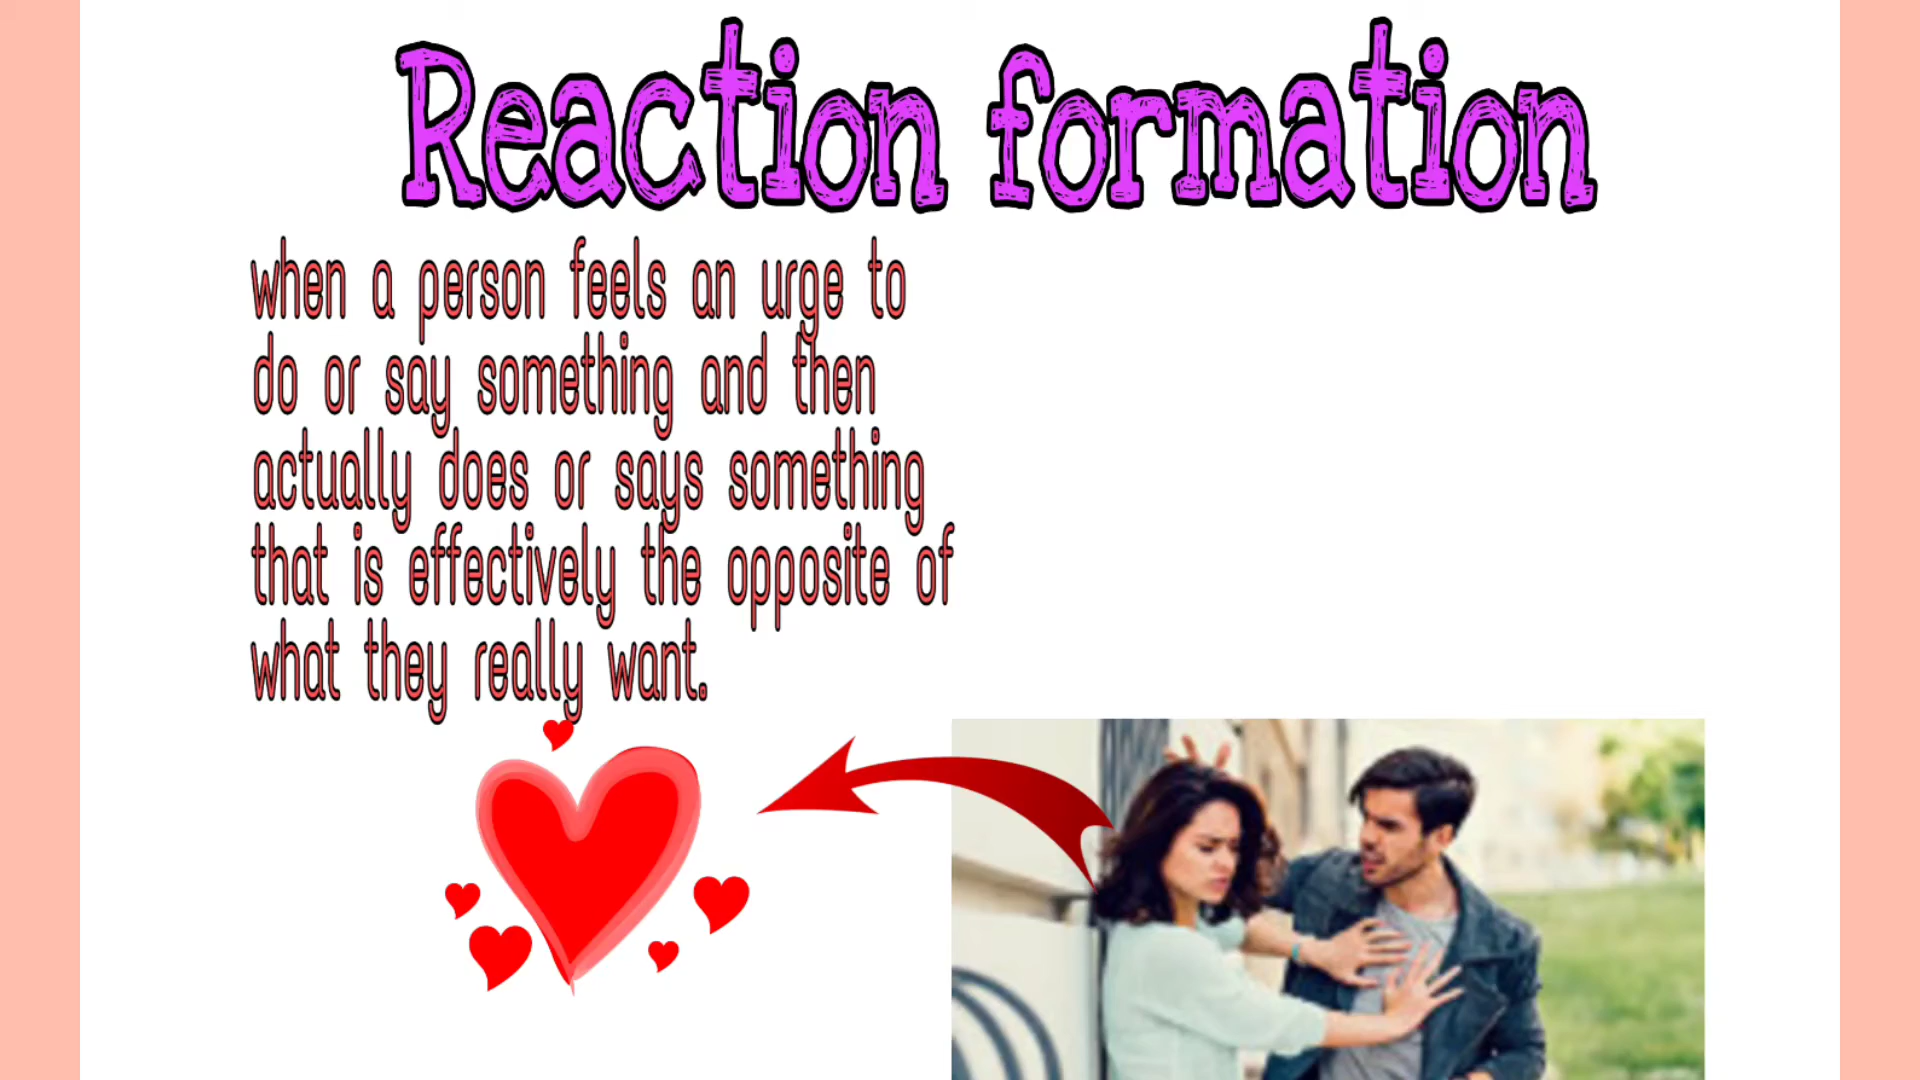 Reaction formation
when a person feels an urge to
do or say something and then
actually does or says something
that is effectively the opposite of
what they really want.